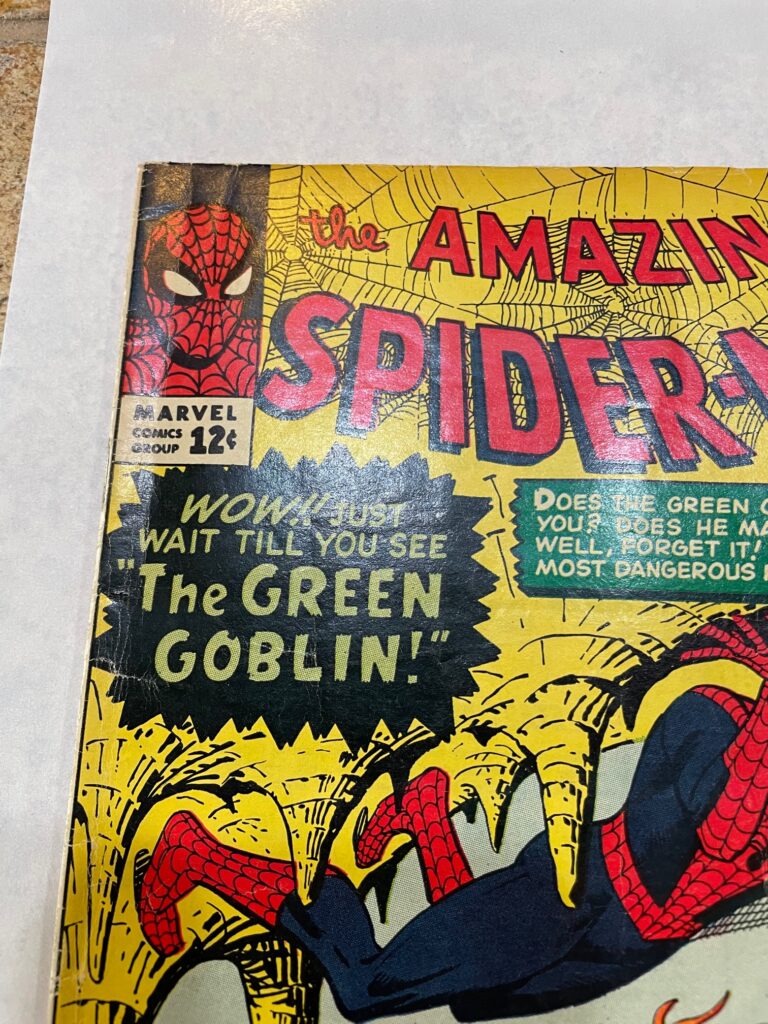 the AMAZIN
SPIDER-
MARVEL
COMICS
GROUP 12¢
WOW!! JUST
WAIT TILL YOU SEE
"The GREEN
GOBLIN!"
DOES THE GREEN
YOU? DOES HE
WELL, FORGET IT!
MOST DANGEROUS